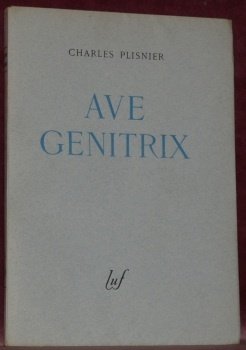 CHARLES PLISNIER
AVE
GENITRIX
luf